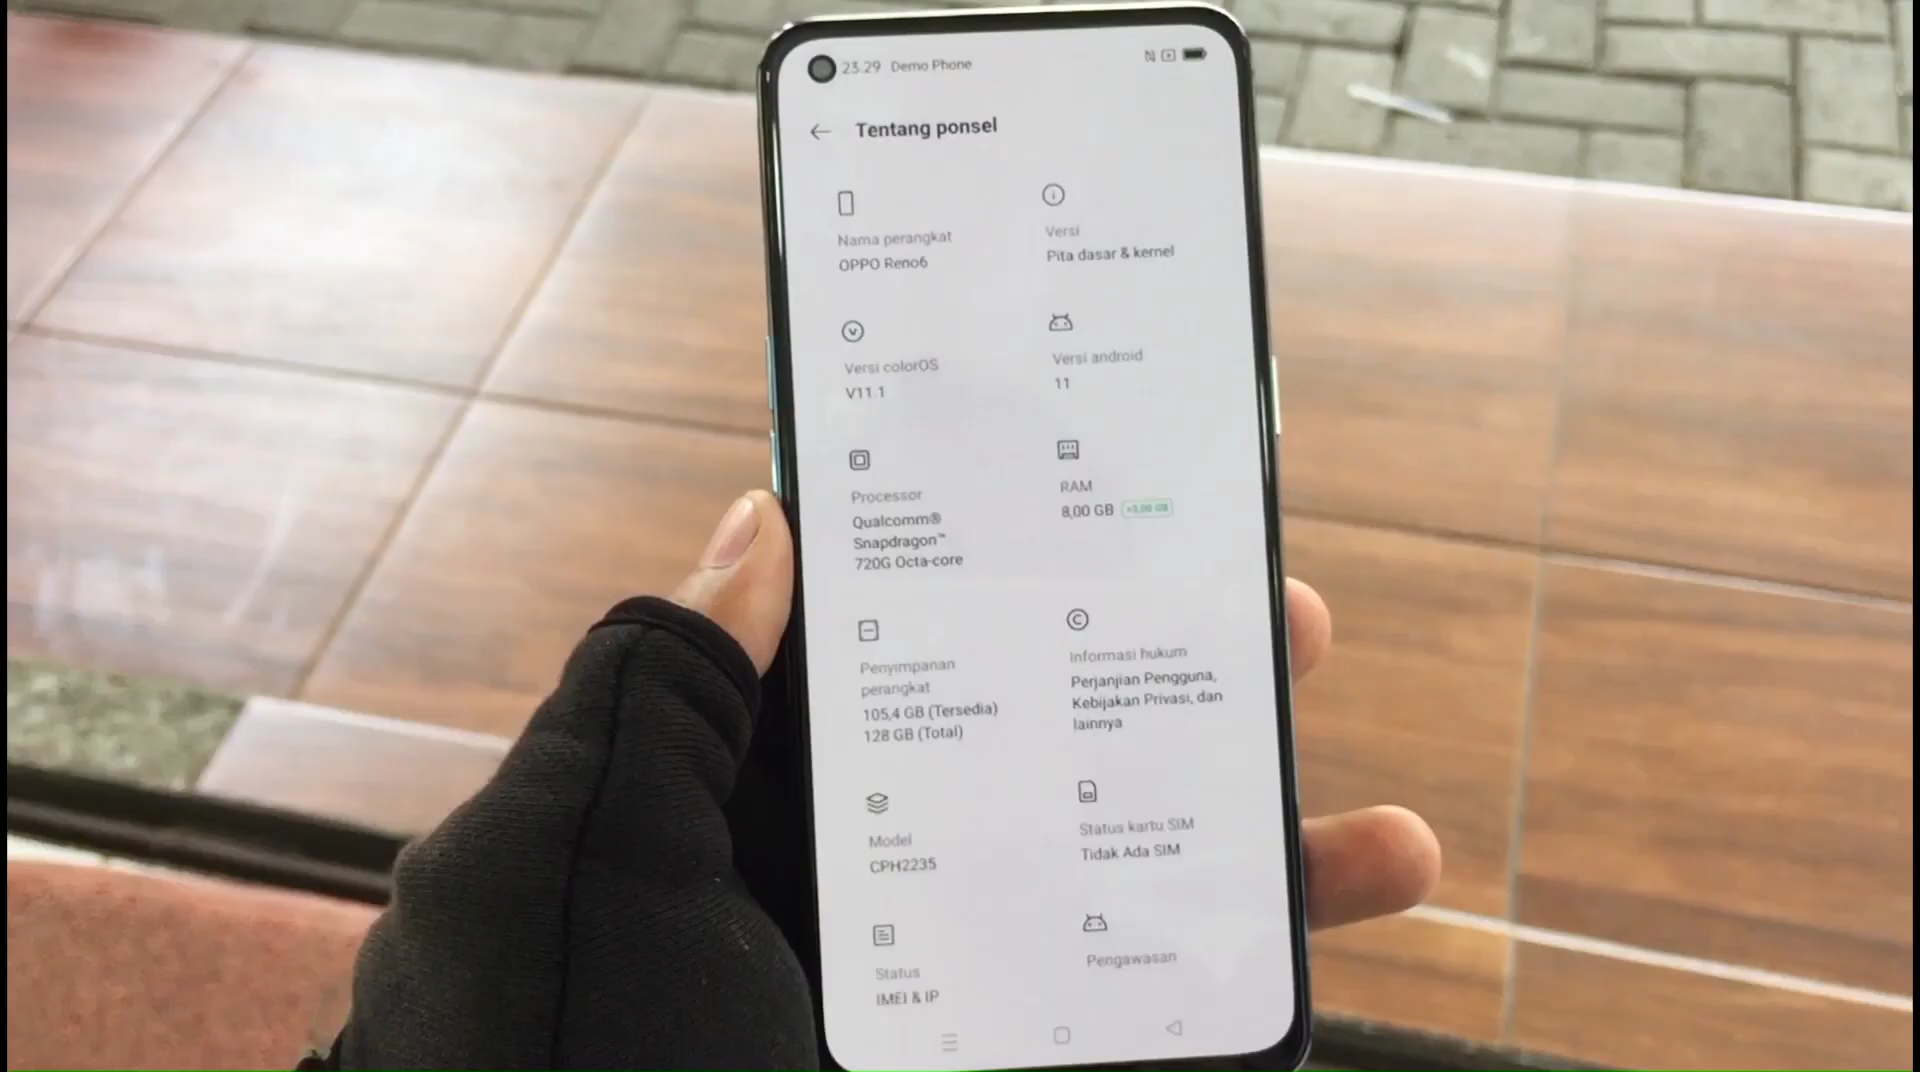 23.29 Demo Phone
Tentang ponsel
Nama perangkat
OPPO Reno6
Versi
Pita dasar & kernel
Versi colorOS
V11.1
Versi android
11
Processor
Qualcomm®
Snapdragon™
720G Octa-core
RAM
8,00 GB
Penyimpanan
perangkat
105,4 GB (Tersedia)
128 GB (Total)
Informasi hukum
Perjanjian Pengguna,
Kebijakan Privasi, dan
lainnya
Model
CPH2235
Status kartu SIM
Tidak Ada SIM
Status
IMEI & IP
Pengawasan